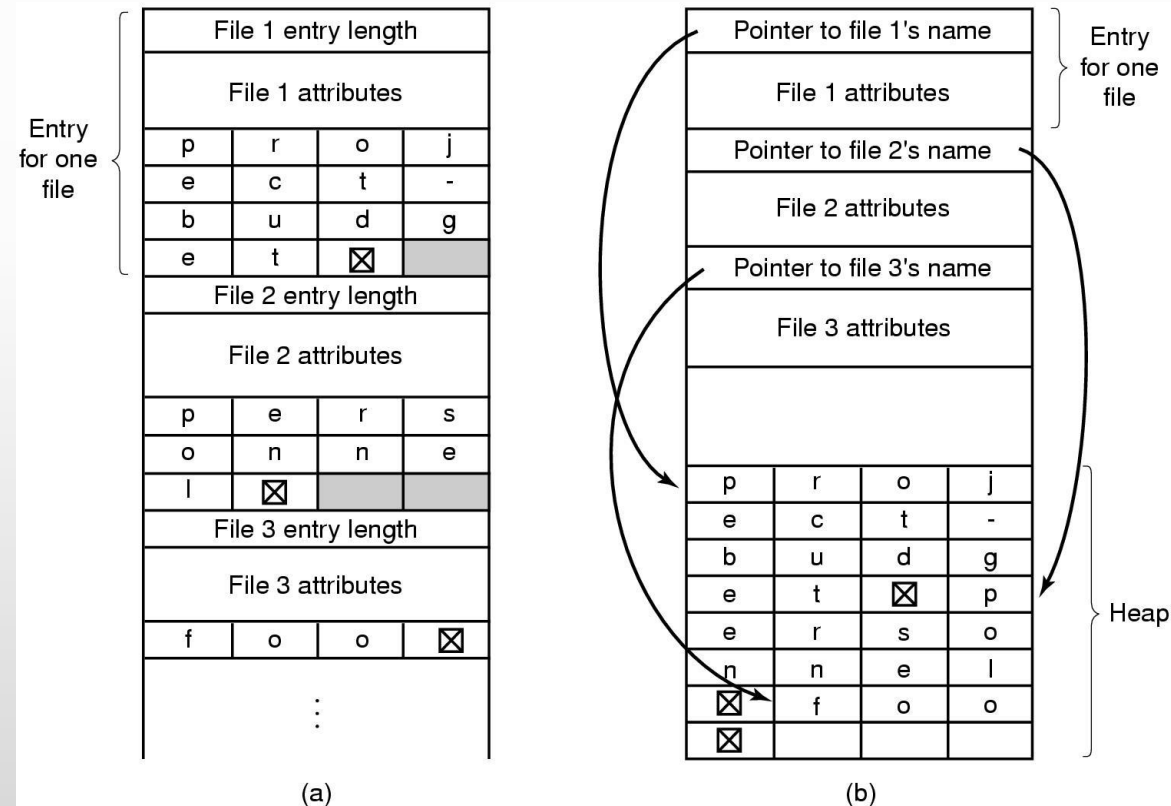 File 1 entry length
File 1 attributes
Entry
for one
file
p r o j
e c t -
b u d g
e t ☒
File 2 entry length
File 2 attributes
p e r s
o n n e
l ☒
File 3 entry length
File 3 attributes
f o o ☒
⋮
(a)
Pointer to file 1's name
Entry
for one
file
File 1 attributes
Pointer to file 2's name
File 2 attributes
Pointer to file 3's name
File 3 attributes
p r o j
e c t -
b u d g
e t ☒ p
e r s o
n n e l
☒ f o o
☒
Heap
(b)